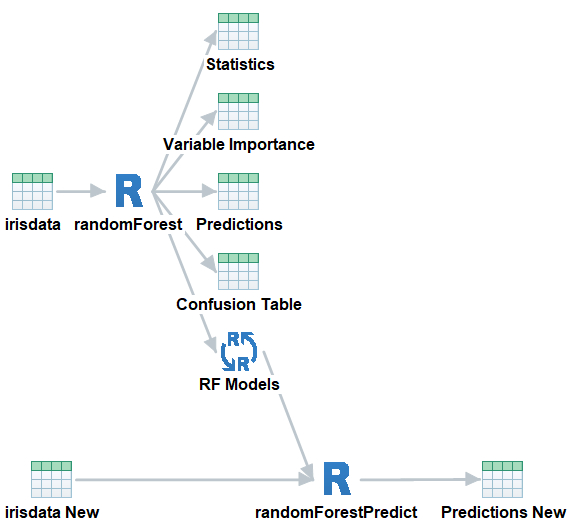 Statistics
Variable Importance
irisdata
R
randomForest
Predictions
Confusion Table
R
R
RF Models
irisdata New
R
randomForestPredict
Predictions New